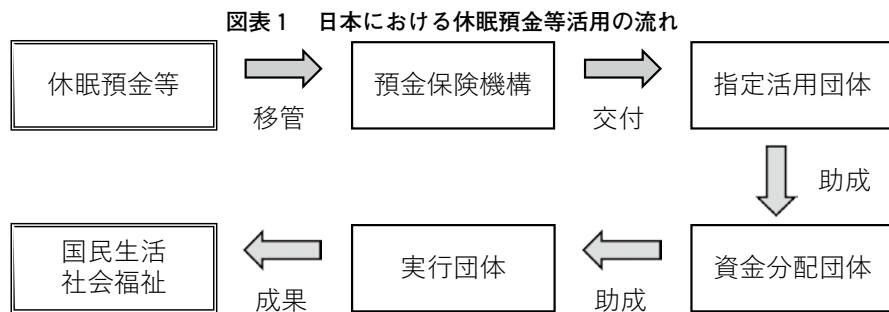 図表1　日本における休眠預金等活用の流れ
休眠預金等
移管
預金保険機構
交付
指定活用団体
助成
資金分配団体
助成
実行団体
成果
国民生活
社会福祉